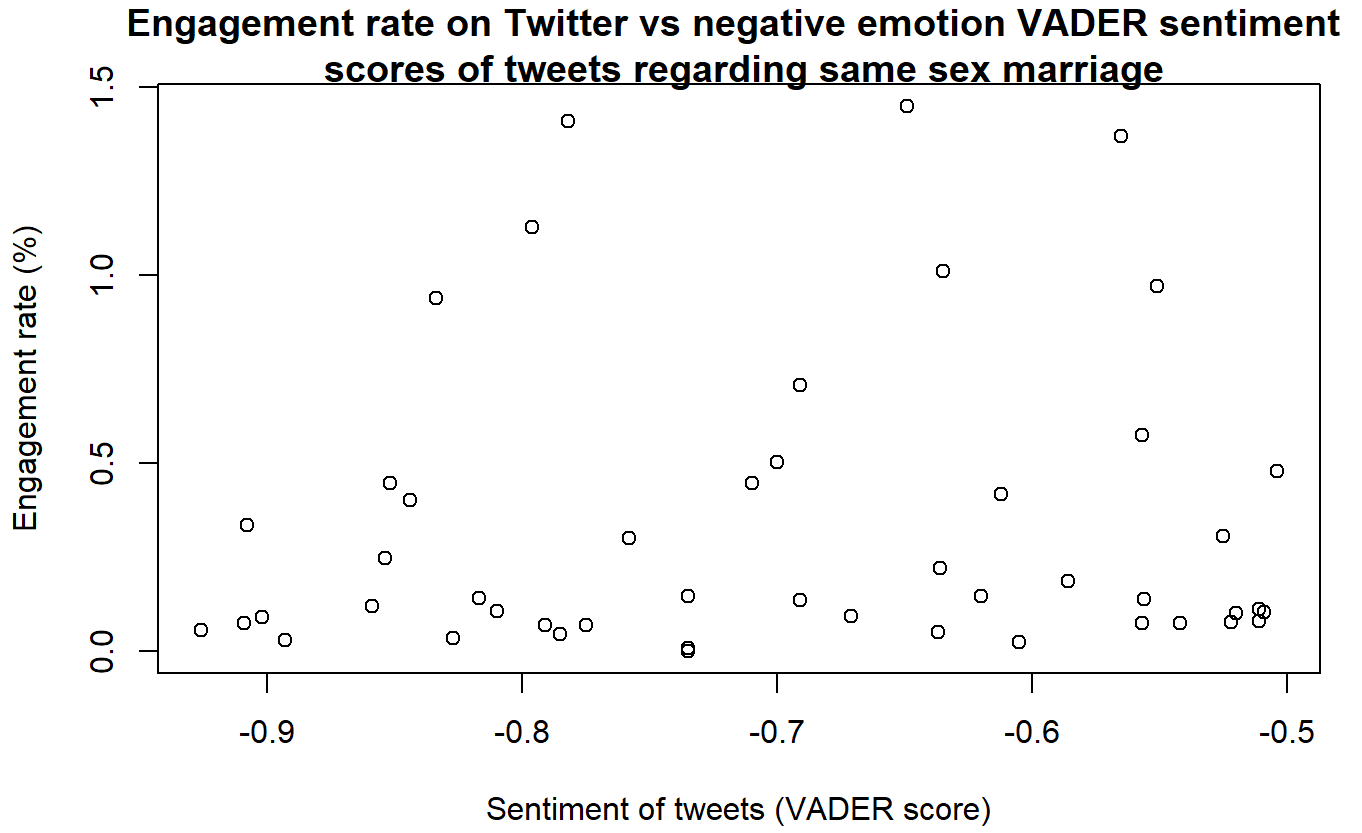 Engagement rate on Twitter vs negative emotion VADER sentiment
scores of tweets regarding same sex marriage
Engagement rate (%)
1.5
1.0
0.5
0.0
-0.9 -0.8 -0.7 -0.6 -0.5
Sentiment of tweets (VADER score)